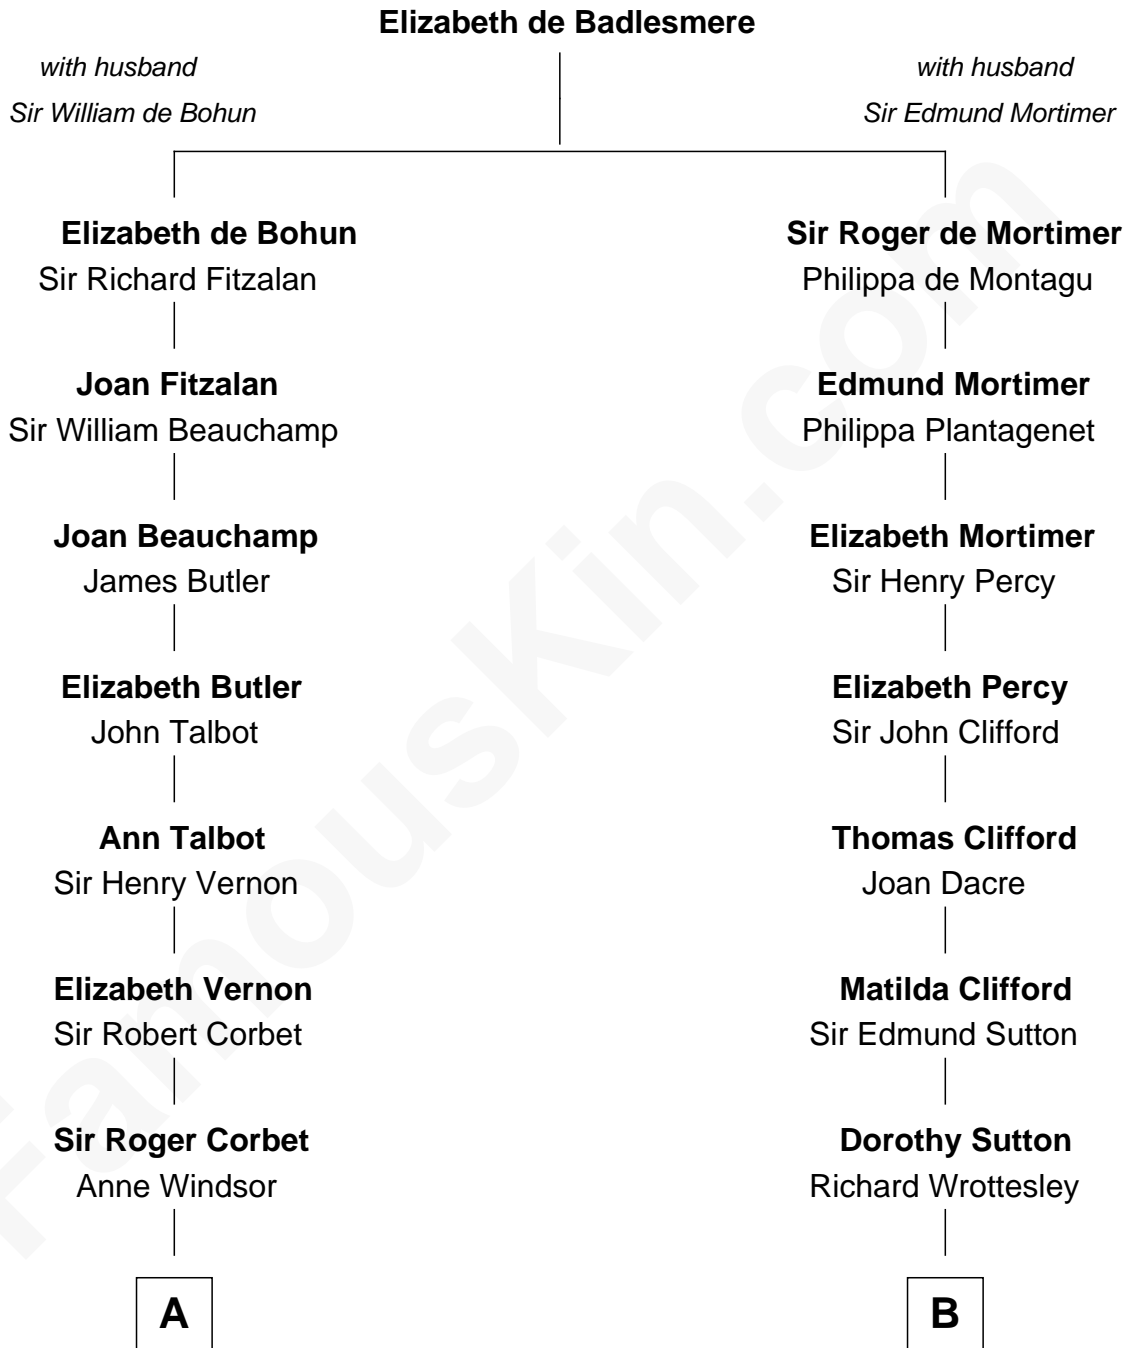 Elizabeth de Badlesmere
with husband
Sir William de Bohun
with husband
Sir Edmund Mortimer
Elizabeth de Bohun
Sir Richard Fitzalan
Sir Roger de Mortimer
Philippa de Montagu
Joan Fitzalan
Sir William Beauchamp
Edmund Mortimer
Philippa Plantagenet
Joan Beauchamp
James Butler
Elizabeth Mortimer
Sir Henry Percy
Elizabeth Butler
John Talbot
Elizabeth Percy
Sir John Clifford
Ann Talbot
Sir Henry Vernon
Thomas Clifford
Joan Dacre
Elizabeth Vernon
Sir Robert Corbet
Matilda Clifford
Sir Edmund Sutton
Sir Roger Corbet
Anne Windsor
Dorothy Sutton
Richard Wrottesley
A
B
FamousKin.com